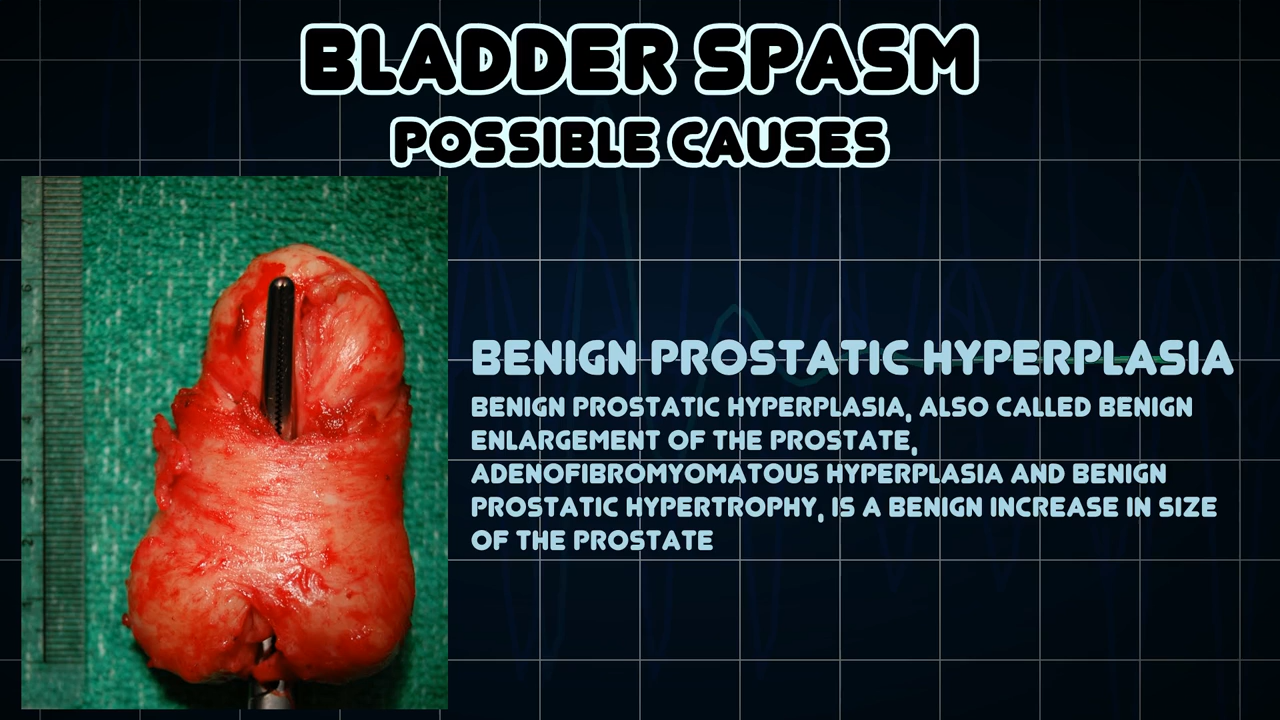 BLADDER SPASM
POSSIBLE CAUSES
BENIGN PROSTATIC HYPERPLASIA
BENIGN PROSTATIC HYPERPLASIA, ALSO CALLED BENIGN
ENLARGEMENT OF THE PROSTATE,
ADENOFIBROMYOMATOUS HYPERPLASIA AND BENIGN
PROSTATIC HYPERTROPHY, IS A BENIGN INCREASE IN SIZE
OF THE PROSTATE